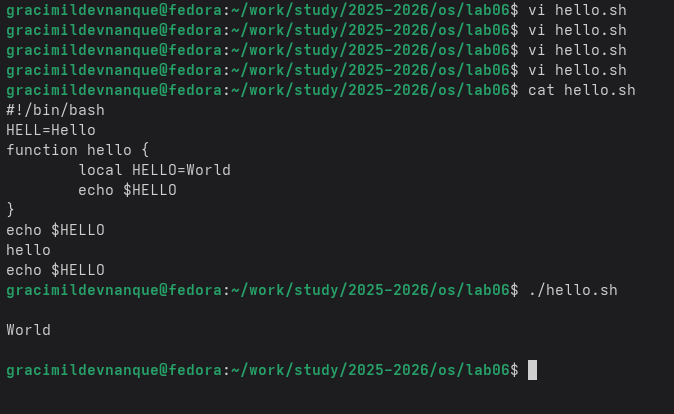 gracimildevnanque@fedora:~/work/study/2025-2026/os/lab06$ vi hello.sh
gracimildevnanque@fedora:~/work/study/2025-2026/os/lab06$ vi hello.sh
gracimildevnanque@fedora:~/work/study/2025-2026/os/lab06$ vi hello.sh
gracimildevnanque@fedora:~/work/study/2025-2026/os/lab06$ vi hello.sh
gracimildevnanque@fedora:~/work/study/2025-2026/os/lab06$ cat hello.sh
#!/bin/bash
HELL=Hello
function hello {
        local HELLO=World
        echo $HELLO
}
echo $HELLO
hello
echo $HELLO
gracimildevnanque@fedora:~/work/study/2025-2026/os/lab06$ ./hello.sh

World

gracimildevnanque@fedora:~/work/study/2025-2026/os/lab06$